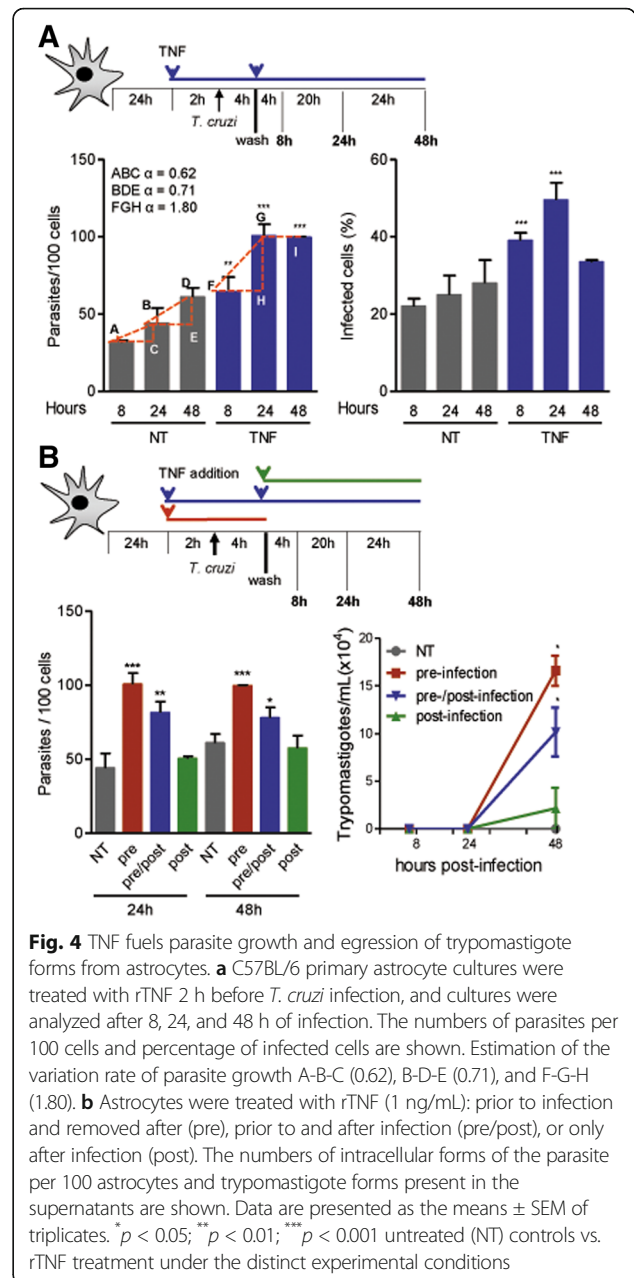 A
TNF
24h 2h 4h 4h 20h 24h
T. cruzi
wash 8h 24h 48h
ABC α = 0.62
BDE α = 0.71
FGH α = 1.80
Parasites/100 cells
150
100
50
0
A
B
C
D
E
F
**
G
***
H
I
***
Hours 8 24 48 8 24 48
NT TNF
Infected cells (%)
60
40
20
0
***
***
Hours 8 24 48 8 24 48
NT TNF
B
TNF addition
24h 2h 4h 4h 20h 24h
T. cruzi
wash
8h 24h 48h
Parasites / 100 cells
150
100
50
0
*** ** *** *
NT pre pre/post post NT pre pre/post post
24h 48h
Trypomastigotes/mL(x10⁴)
20
15
10
5
0
NT
pre-infection
pre-/post-infection
post-infection
8 24 48
hours post-infection
Fig. 4 TNF fuels parasite growth and egression of trypomastigote
forms from astrocytes. a C57BL/6 primary astrocyte cultures were
treated with rTNF 2 h before T. cruzi infection, and cultures were
analyzed after 8, 24, and 48 h of infection. The numbers of parasites per
100 cells and percentage of infected cells are shown. Estimation of the
variation rate of parasite growth A-B-C (0.62), B-D-E (0.71), and F-G-H
(1.80). b Astrocytes were treated with rTNF (1 ng/mL): prior to infection
and removed after (pre), prior to and after infection (pre/post), or only
after infection (post). The numbers of intracellular forms of the parasite
per 100 astrocytes and trypomastigote forms present in the
supernatants are shown. Data are presented as the means ± SEM of
triplicates. *p < 0.05; **p < 0.01; ***p < 0.001 untreated (NT) controls vs.
rTNF treatment under the distinct experimental conditions